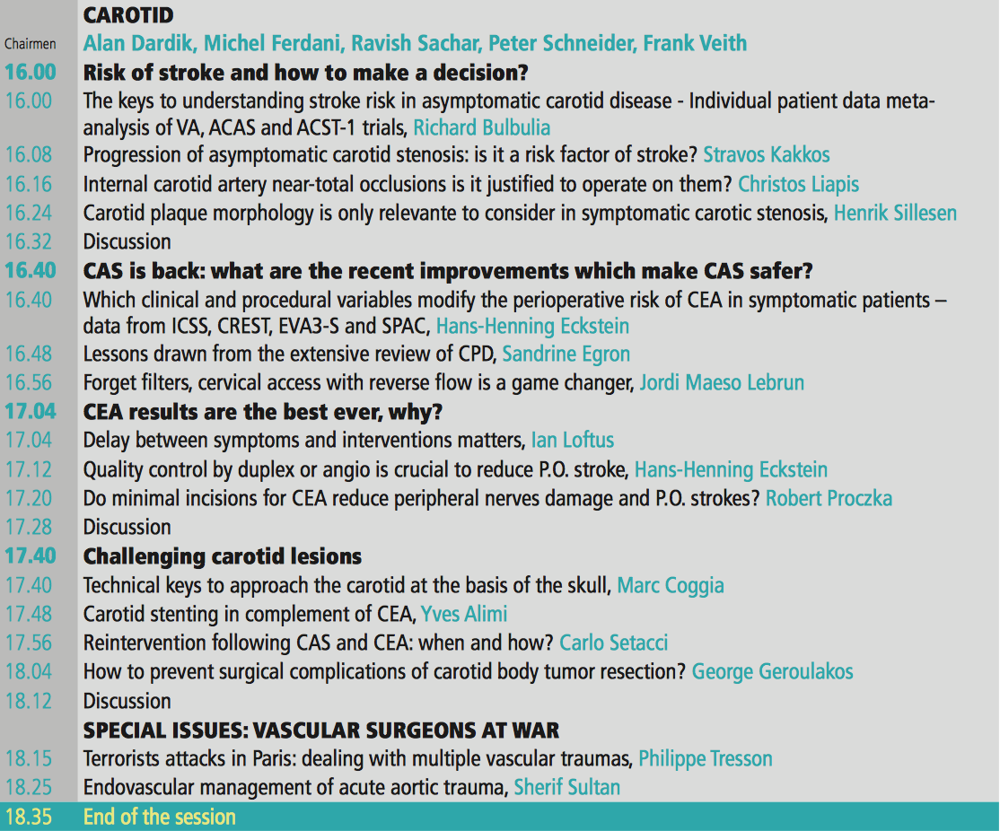 CAROTID
Chairmen Alan Dardik, Michel Ferdani, Ravish Sachar, Peter Schneider, Frank Veith
16.00 Risk of stroke and how to make a decision?
16.00 The keys to understanding stroke risk in asymptomatic carotid disease - Individual patient data meta-
analysis of VA, ACAS and ACST-1 trials, Richard Bulbulia
16.08 Progression of asymptomatic carotid stenosis: is it a risk factor of stroke? Stravos Kakkos
16.16 Internal carotid artery near-total occlusions is it justified to operate on them? Christos Liapis
16.24 Carotid plaque morphology is only relevante to consider in symptomatic carotic stenosis, Henrik Sillesen
16.32 Discussion
16.40 CAS is back: what are the recent improvements which make CAS safer?
16.40 Which clinical and procedural variables modify the perioperative risk of CEA in symptomatic patients –
data from ICSS, CREST, EVA3-S and SPAC, Hans-Henning Eckstein
16.48 Lessons drawn from the extensive review of CPD, Sandrine Egron
16.56 Forget filters, cervical access with reverse flow is a game changer, Jordi Maeso Lebrun
17.04 CEA results are the best ever, why?
17.04 Delay between symptoms and interventions matters, Ian Loftus
17.12 Quality control by duplex or angio is crucial to reduce P.O. stroke, Hans-Henning Eckstein
17.20 Do minimal incisions for CEA reduce peripheral nerves damage and P.O. strokes? Robert Proczka
17.28 Discussion
17.40 Challenging carotid lesions
17.40 Technical keys to approach the carotid at the basis of the skull, Marc Coggia
17.48 Carotid stenting in complement of CEA, Yves Alimi
17.56 Reintervention following CAS and CEA: when and how? Carlo Setacci
18.04 How to prevent surgical complications of carotid body tumor resection? George Geroulakos
18.12 Discussion
SPECIAL ISSUES: VASCULAR SURGEONS AT WAR
18.15 Terrorists attacks in Paris: dealing with multiple vascular traumas, Philippe Tresson
18.25 Endovascular management of acute aortic trauma, Sherif Sultan
18.35 End of the session